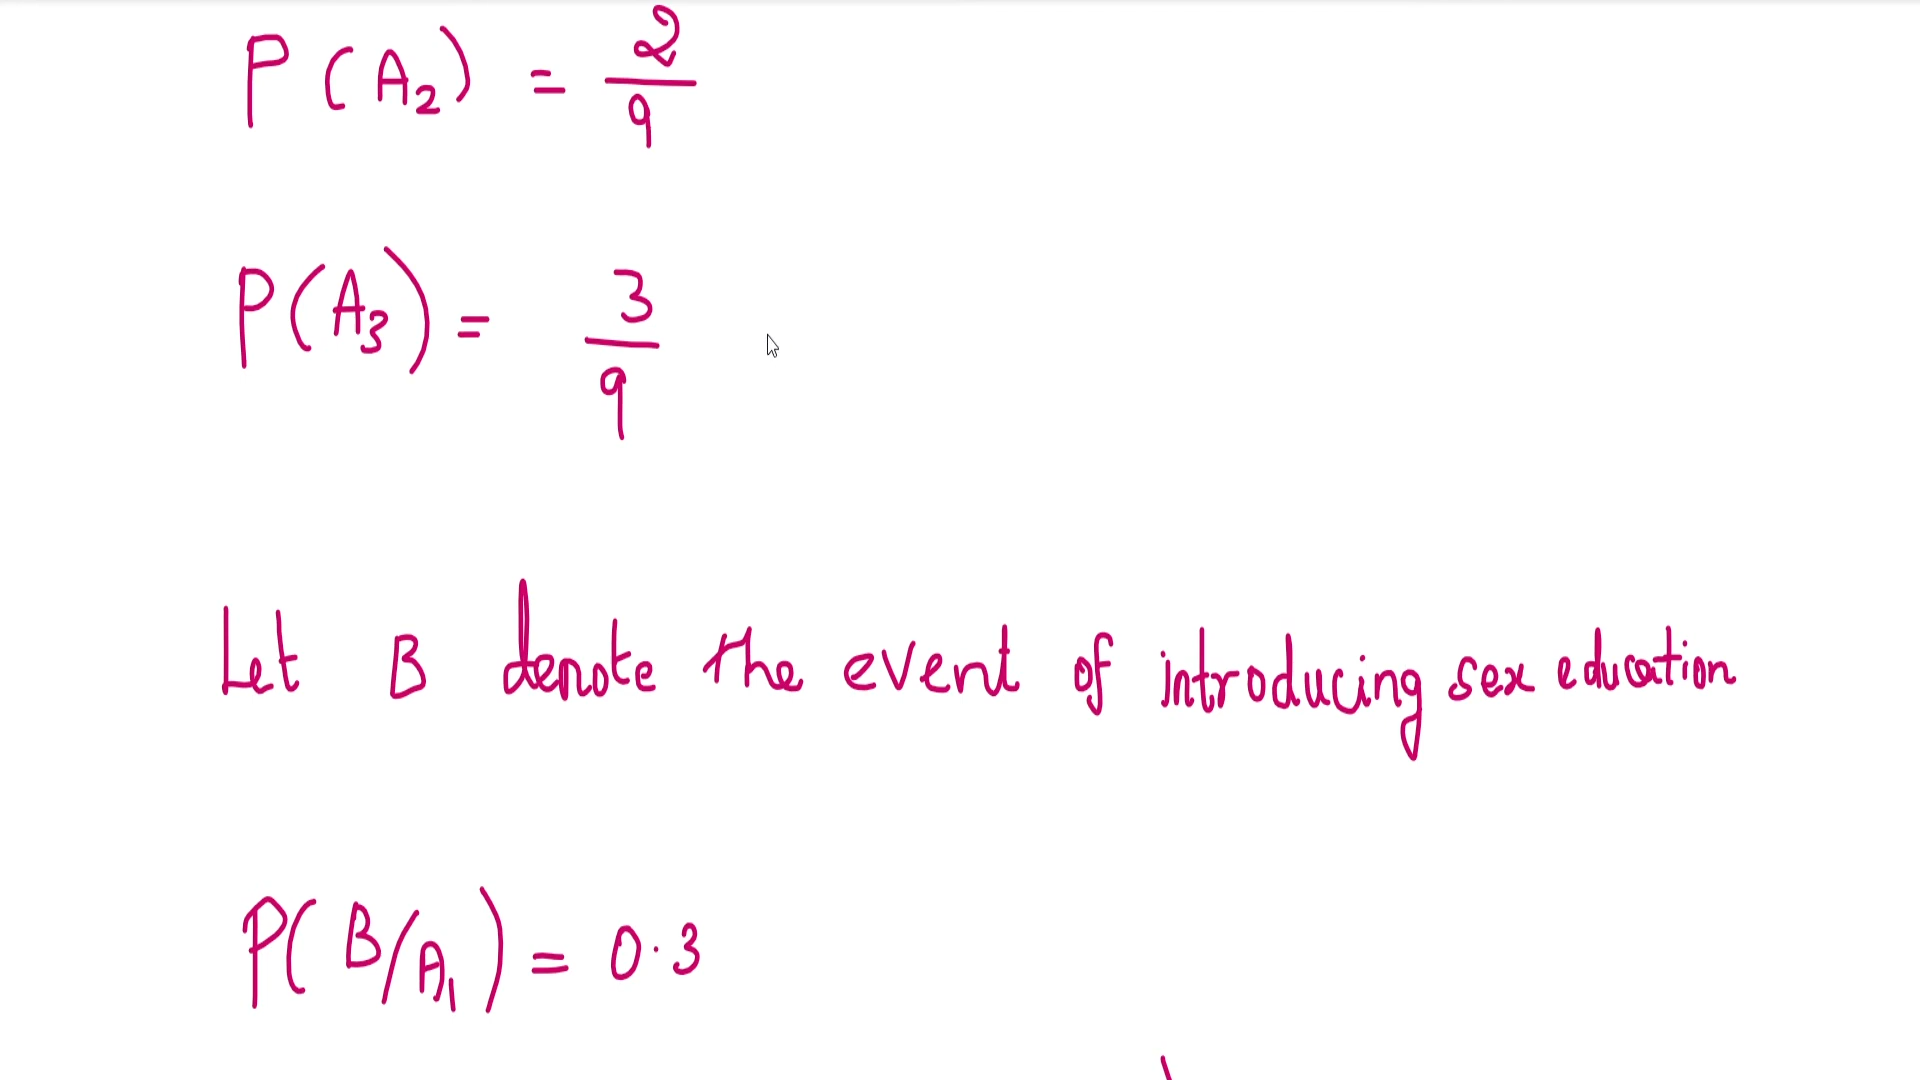 P(A₂) = 2/9
P(A₃) = 3/9
Let B denote the event of introducing sex education
P(B/A₁) = 0.3